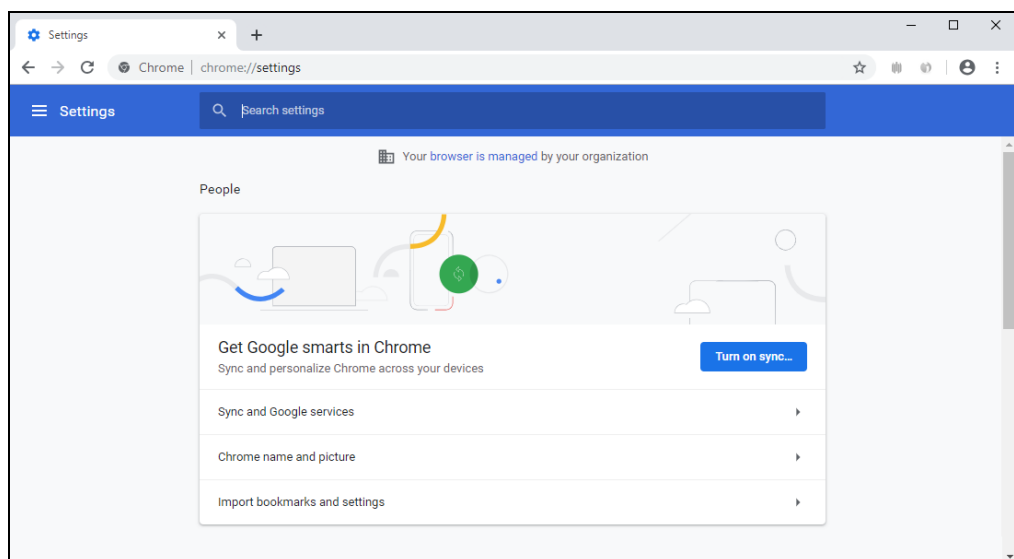 Settings
Chrome | chrome://settings
Settings
Search settings
Your browser is managed by your organization
People
Get Google smarts in Chrome
Sync and personalize Chrome across your devices
Turn on sync...
Sync and Google services
Chrome name and picture
Import bookmarks and settings